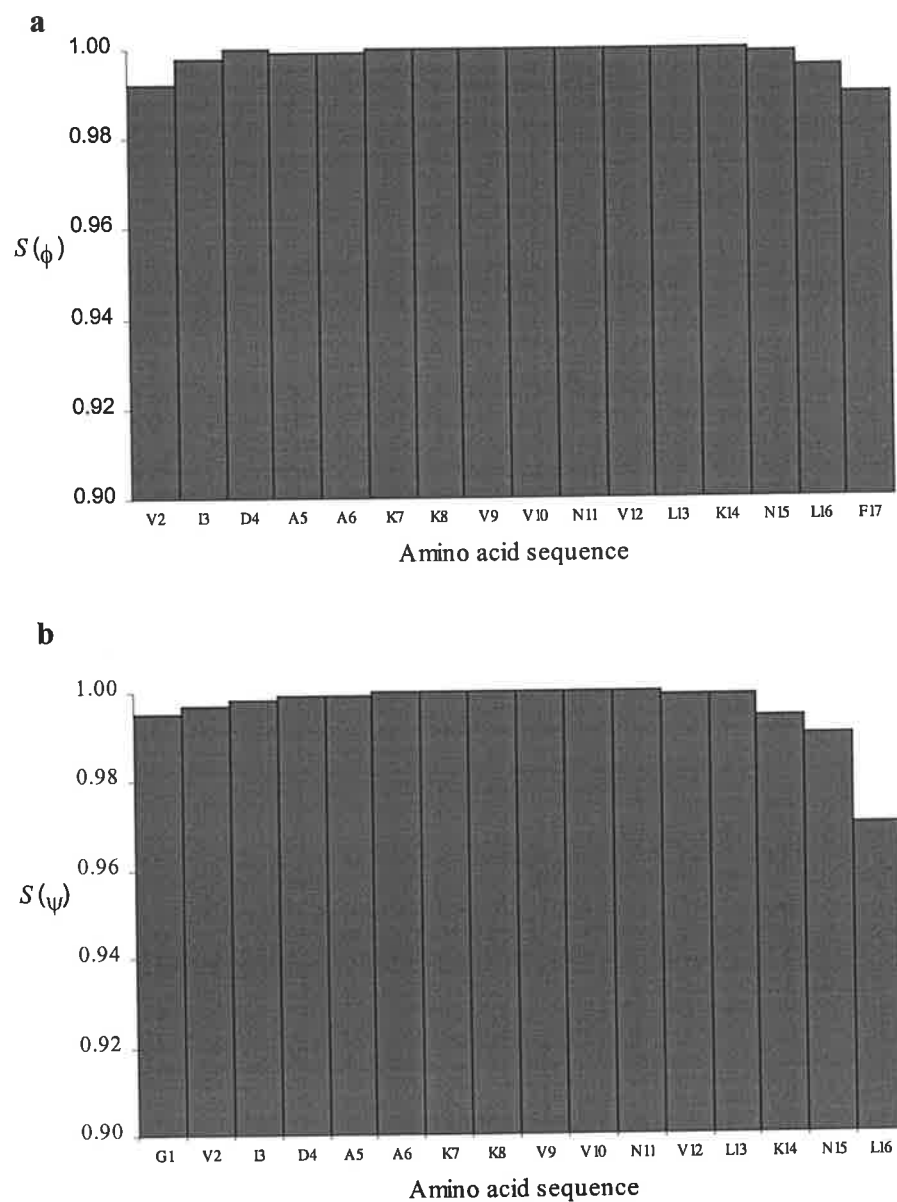 a
1.00
0.98
0.96
S(ϕ)
0.94
0.92
0.90
V2 I3 D4 A5 A6 K7 K8 V9 V10 N11 V12 L13 K14 N15 L16 F17
Amino acid sequence
b
1.00
0.98
0.96
S(ψ)
0.94
0.92
0.90
G1 V2 I3 D4 A5 A6 K7 K8 V9 V10 N11 V12 L13 K14 N15 L16
Amino acid sequence